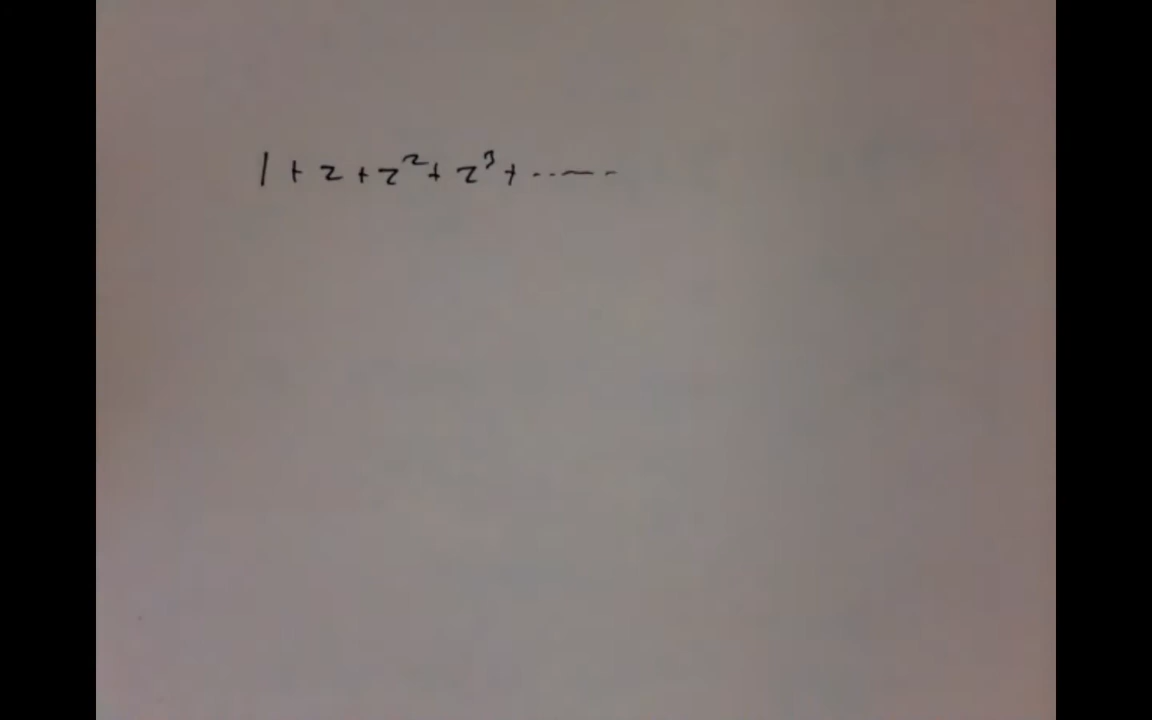 1 + z + z² + z³ + ......